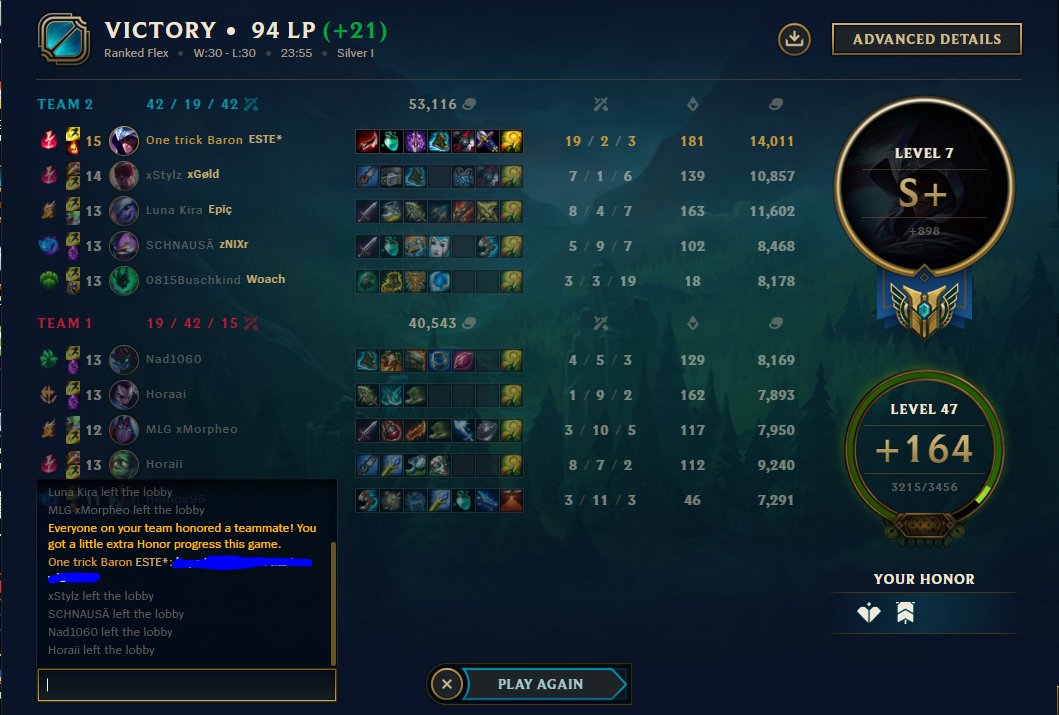 VICTORY • 94 LP (+21)
Ranked Flex • W:30 - L:30 • 23:55 • Silver I
ADVANCED DETAILS
TEAM 2 42 / 19 / 42 53,116
15 One trick Baron ESTE* 19 / 2 / 3 181 14,011
14 xStylz xGøld 7 / 1 / 6 139 10,857
13 Luna Kira Epîç 8 / 4 / 7 163 11,602
13 SCHNAUSÄ zNIXr 5 / 9 / 7 102 8,468
13 0815Buschkind Woach 3 / 3 / 19 18 8,178
TEAM 1 19 / 42 / 15 40,543
13 Nad1060 4 / 5 / 3 129 8,169
13 Horaai 1 / 9 / 2 162 7,893
12 MLG xMorpheo 3 / 10 / 5 117 7,950
13 Horaii 8 / 7 / 2 112 9,240
3 / 11 / 3 46 7,291
Luna Kira left the lobby
MLG xMorpheo left the lobby
Everyone on your team honored a teammate! You
got a little extra Honor progress this game.
One trick Baron ESTE*:
xStylz left the lobby
SCHNAUSÄ left the lobby
Nad1060 left the lobby
Horaii left the lobby
LEVEL 7
S+
+898
LEVEL 47
+164
3215/3456
YOUR HONOR
PLAY AGAIN